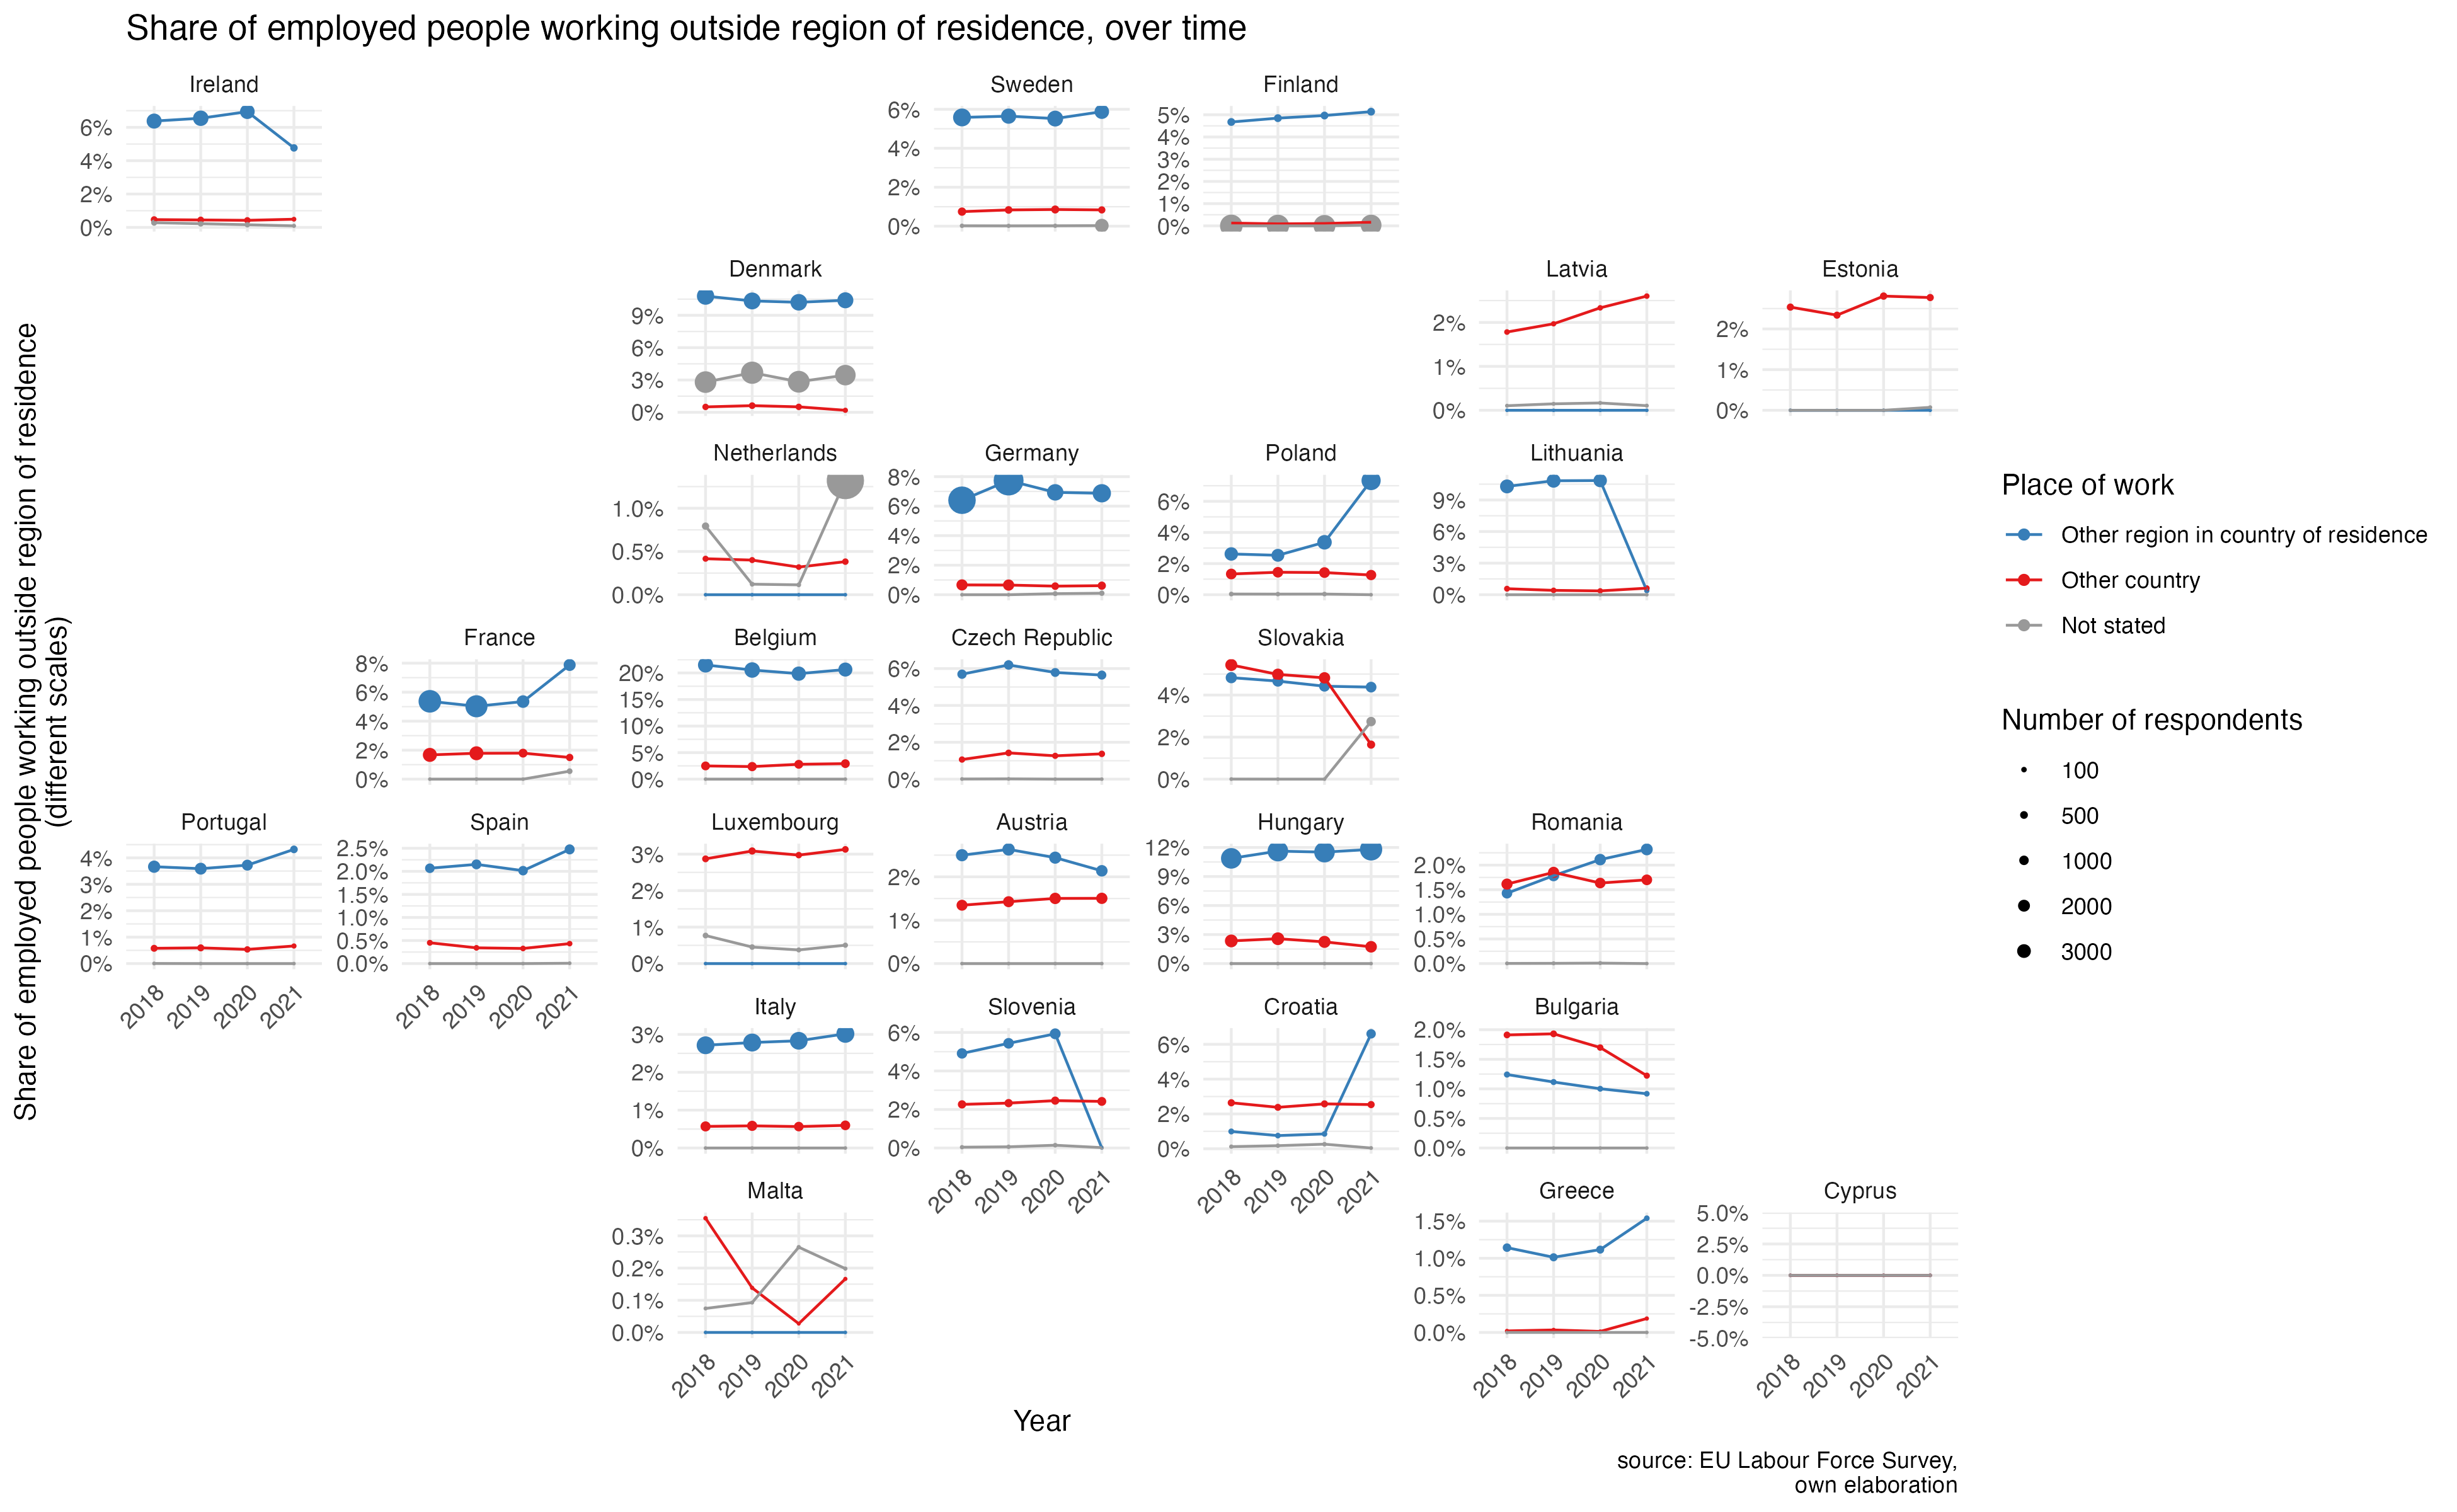 Share of employed people working outside region of residence, over time
Share of employed people working outside region of residence
(different scales)
Ireland
6%
4%
2%
0%
Sweden
6%
4%
2%
0%
Finland
5%
4%
3%
2%
1%
0%
Denmark
9%
6%
3%
0%
Latvia
2%
1%
0%
Estonia
2%
1%
0%
Netherlands
1.0%
0.5%
0.0%
Germany
8%
6%
4%
2%
0%
Poland
6%
4%
2%
0%
Lithuania
9%
6%
3%
0%
France
8%
6%
4%
2%
0%
Belgium
20%
15%
10%
5%
0%
Czech Republic
6%
4%
2%
0%
Slovakia
4%
2%
0%
Portugal
4%
3%
2%
1%
0%
2018 2019 2020 2021
Spain
2.5%
2.0%
1.5%
1.0%
0.5%
0.0%
2018 2019 2020 2021
Luxembourg
3%
2%
1%
0%
Austria
2%
1%
0%
Hungary
12%
9%
6%
3%
0%
Romania
2.0%
1.5%
1.0%
0.5%
0.0%
Italy
3%
2%
1%
0%
Slovenia
6%
4%
2%
0%
2018 2019 2020 2021
Croatia
6%
4%
2%
0%
2018 2019 2020 2021
Bulgaria
2.0%
1.5%
1.0%
0.5%
0.0%
Malta
0.3%
0.2%
0.1%
0.0%
2018 2019 2020 2021
Greece
1.5%
1.0%
0.5%
0.0%
2018 2019 2020 2021
Cyprus
5.0%
2.5%
0.0%
-2.5%
-5.0%
2018 2019 2020 2021
Year
Place of work
Other region in country of residence
Other country
Not stated
Number of respondents
100
500
1000
2000
3000
source: EU Labour Force Survey,
own elaboration